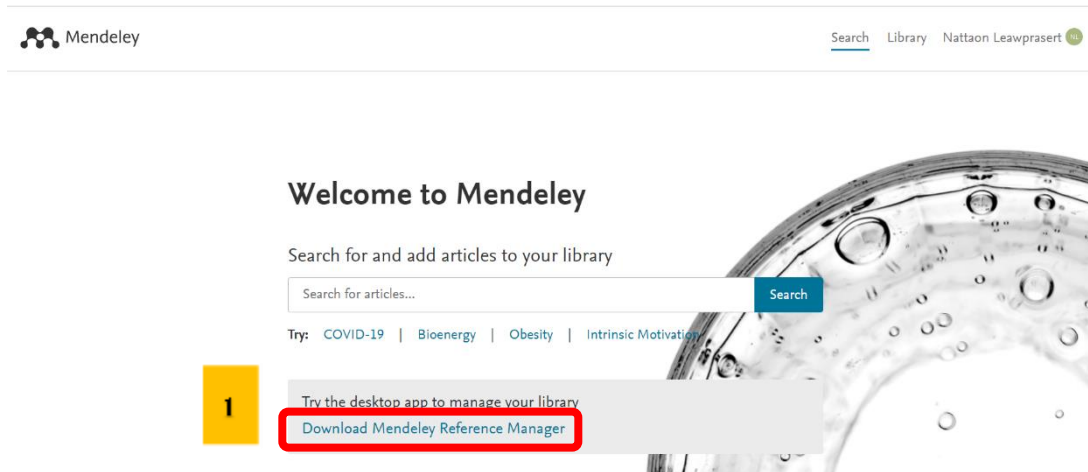 Mendeley
Search Library Nattaon Leawprasert NL
Welcome to Mendeley
Search for and add articles to your library
Search for articles... Search
Try: COVID-19 | Bioenergy | Obesity | Intrinsic Motivation
1
Try the desktop app to manage your library
Download Mendeley Reference Manager